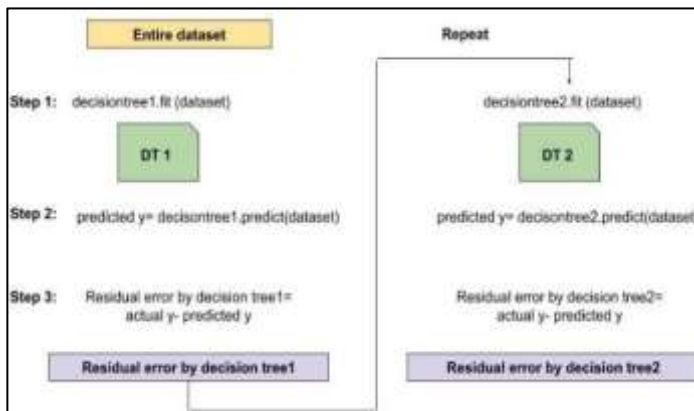 Entire dataset
Repeat
Step 1: decisiontree1.fit (dataset)
decisiontree2.fit (dataset)
DT 1
DT 2
Step 2: predicted y= decisontree1.predict(dataset)
predicted y= decisontree2.predict(dataset
Step 3: Residual error by decision tree1=
actual y- predicted y
Residual error by decision tree2=
actual y- predicted y
Residual error by decision tree1
Residual error by decision tree2